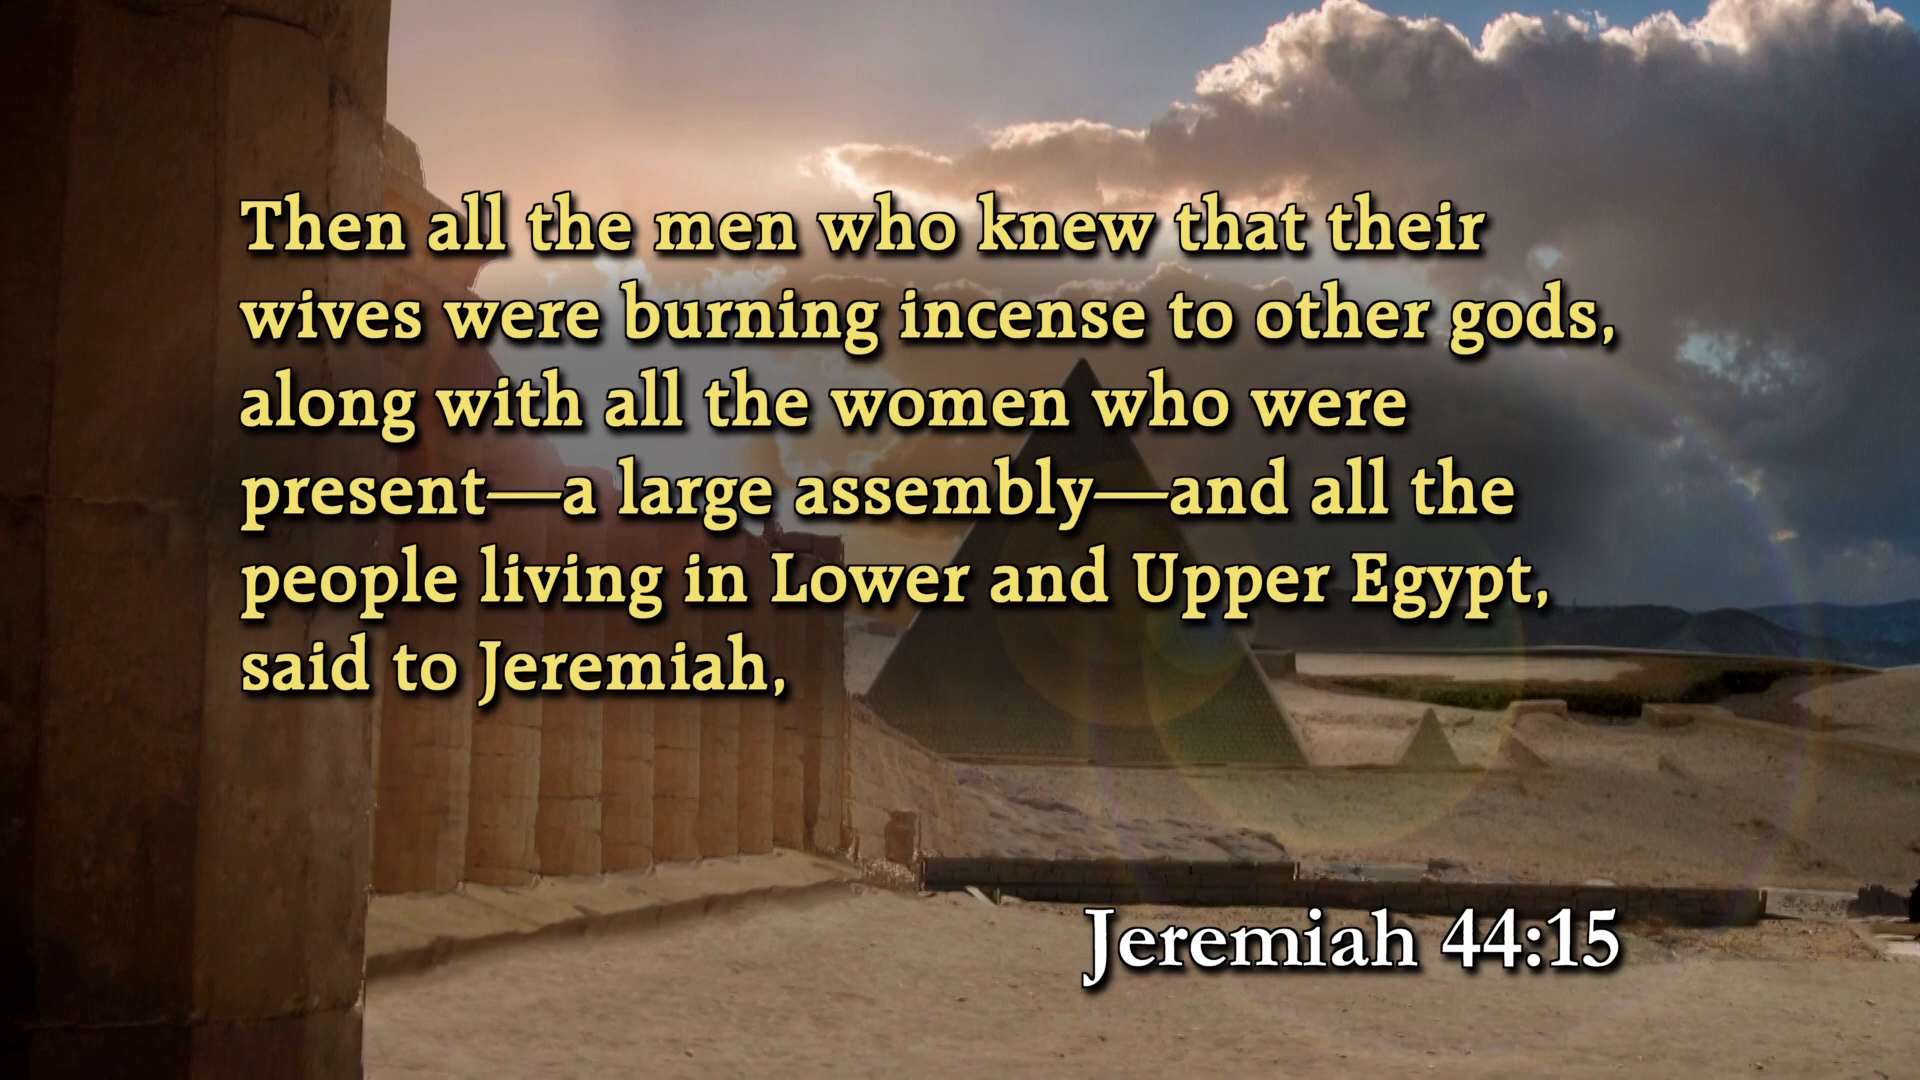 Then all the men who knew that their
wives were burning incense to other gods,
along with all the women who were
present—a large assembly—and all the
people living in Lower and Upper Egypt,
said to Jeremiah,
Jeremiah 44:15